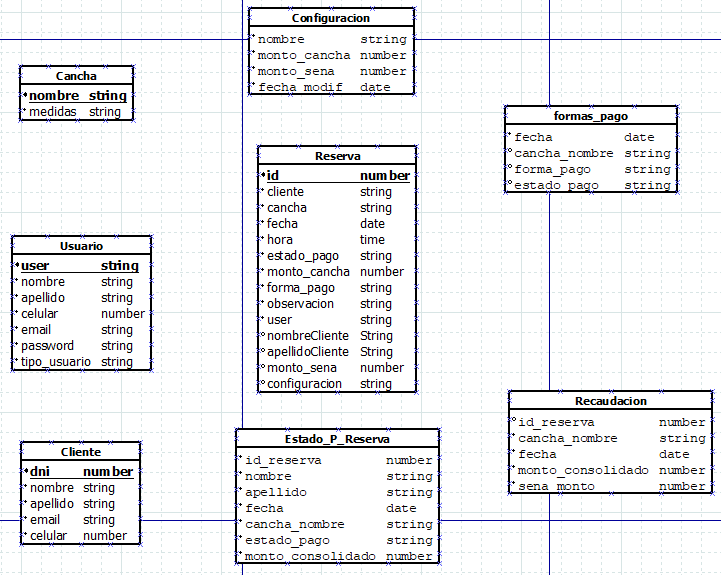 Configuracion
nombre string
monto_cancha number
monto_sena number
fecha_modif date
Cancha
nombre string
medidas string
formas_pago
fecha date
cancha_nombre string
forma_pago string
estado_pago string
Reserva
id number
cliente string
cancha string
fecha date
hora time
estado_pago string
monto_cancha number
forma_pago string
observacion string
user string
nombreCliente String
apellidoCliente String
monto_sena number
configuracion string
Usuario
user string
nombre string
apellido string
celular number
email string
password string
tipo_usuario string
Recaudacion
id_reserva number
cancha_nombre string
fecha date
monto_consolidado number
sena_monto number
Cliente
dni number
nombre string
apellido string
email string
celular number
Estado_P_Reserva
id_reserva number
nombre string
apellido string
fecha date
cancha_nombre string
estado_pago string
monto_consolidado number